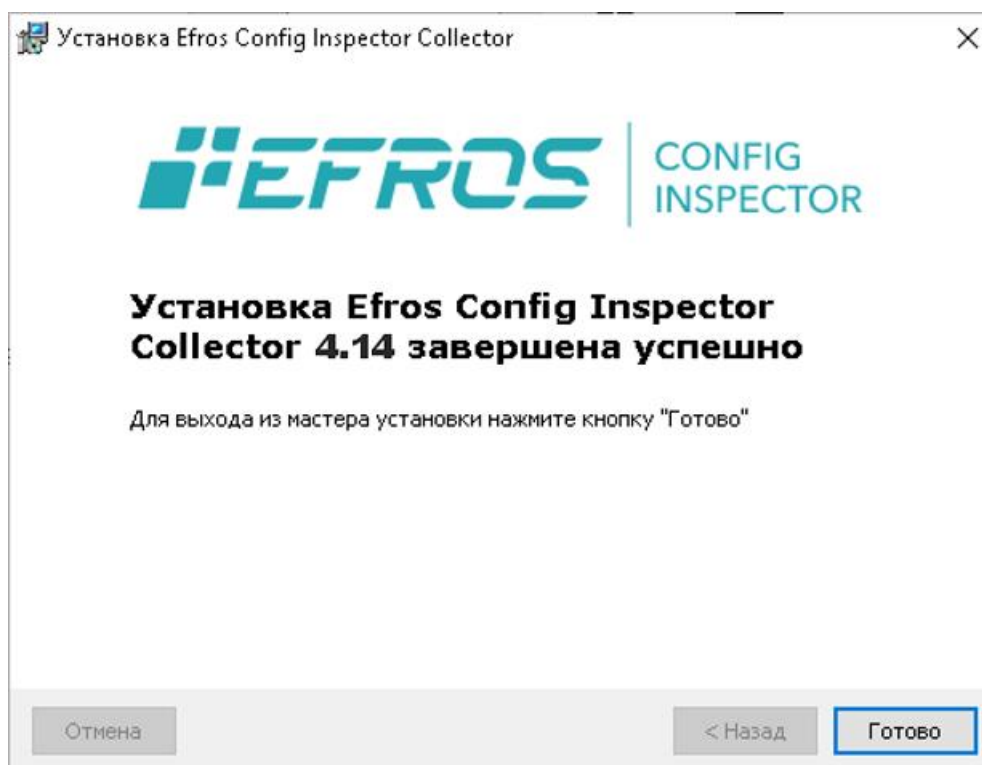 Установка Efros Config Inspector Collector
EFROS
CONFIG
INSPECTOR
Установка Efros Config Inspector
Collector 4.14 завершена успешно
Для выхода из мастера установки нажмите кнопку "Готово"
Отмена
< Назад
Готово